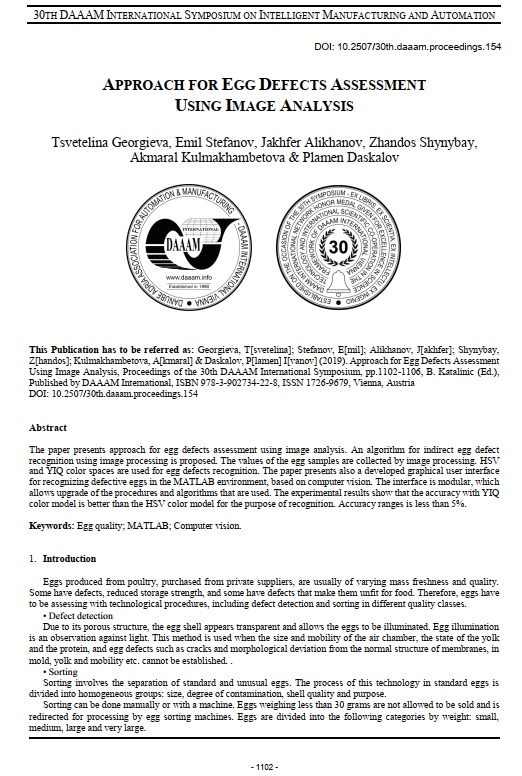 30TH DAAAM INTERNATIONAL SYMPOSIUM ON INTELLIGENT MANUFACTURING AND AUTOMATION
DOI: 10.2507/30th.daaam.proceedings.154
APPROACH FOR EGG DEFECTS ASSESSMENT
USING IMAGE ANALYSIS
Tsvetelina Georgieva, Emil Stefanov, Jakhfer Alikhanov, Zhandos Shynybay,
Akmaral Kulmakhambetova & Plamen Daskalov
DANUBE ADRIA ASSOCIATION FOR AUTOMATION & MANUFACTURING
DAAAM INTERNATIONAL VIENNA
INTERNATIONAL
DAAAM
www.daaam.info
Established in 1990
30
This Publication has to be referred as: Georgieva, T[svetelina]; Stefanov, E[mil]; Alikhanov, J[akhfer]; Shynybay,
Z[handos]; Kulmakhambetova, A[kmaral] & Daskalov, P[lamen] I[vanov] (2019). Approach for Egg Defects Assessment
Using Image Analysis, Proceedings of the 30th DAAAM International Symposium, pp.1102-1106, B. Katalinic (Ed.),
Published by DAAAM International, ISBN 978-3-902734-22-8, ISSN 1726-9679, Vienna, Austria
DOI: 10.2507/30th.daaam.proceedings.154
Abstract
The paper presents approach for egg defects assessment using image analysis. An algorithm for indirect egg defect
recognition using image processing is proposed. The values of the egg samples are collected by image processing. HSV
and YIQ color spaces are used for egg defects recognition. The paper presents also a developed graphical user interface
for recognizing defective eggs in the MATLAB environment, based on computer vision. The interface is modular, which
allows upgrade of the procedures and algorithms that are used. The experimental results show that the accuracy with YIQ
color model is better than the HSV color model for the purpose of recognition. Accuracy ranges is less than 5%.
Keywords: Egg quality; MATLAB; Computer vision.
1. Introduction
Eggs produced from poultry, purchased from private suppliers, are usually of varying mass freshness and quality.
Some have defects, reduced storage strength, and some have defects that make them unfit for food. Therefore, eggs have
to be assessing with technological procedures, including defect detection and sorting in different quality classes.
• Defect detection
Due to its porous structure, the egg shell appears transparent and allows the eggs to be illuminated. Egg illumination
is an observation against light. This method is used when the size and mobility of the air chamber, the state of the yolk
and the protein, and egg defects such as cracks and morphological deviation from the normal structure of membranes, in
mold, yolk and mobility etc. cannot be established. .
• Sorting
Sorting involves the separation of standard and unusual eggs. The process of this technology in standard eggs is
divided into homogeneous groups: size, degree of contamination, shell quality and purpose.
Sorting can be done manually or with a machine. Eggs weighing less than 30 grams are not allowed to be sold and is
redirected for processing by egg sorting machines. Eggs are divided into the following categories by weight: small,
medium, large and very large.
- 1102 -